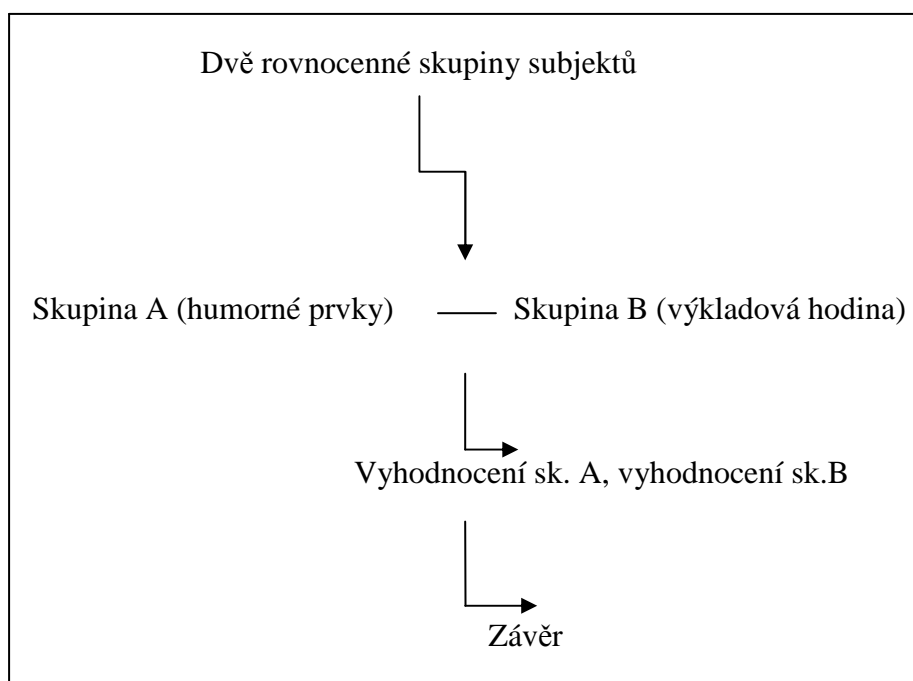 Dvě rovnocenné skupiny subjektů
Skupina A (humorné prvky) — Skupina B (výkladová hodina)
Vyhodnocení sk. A, vyhodnocení sk.B
Závěr